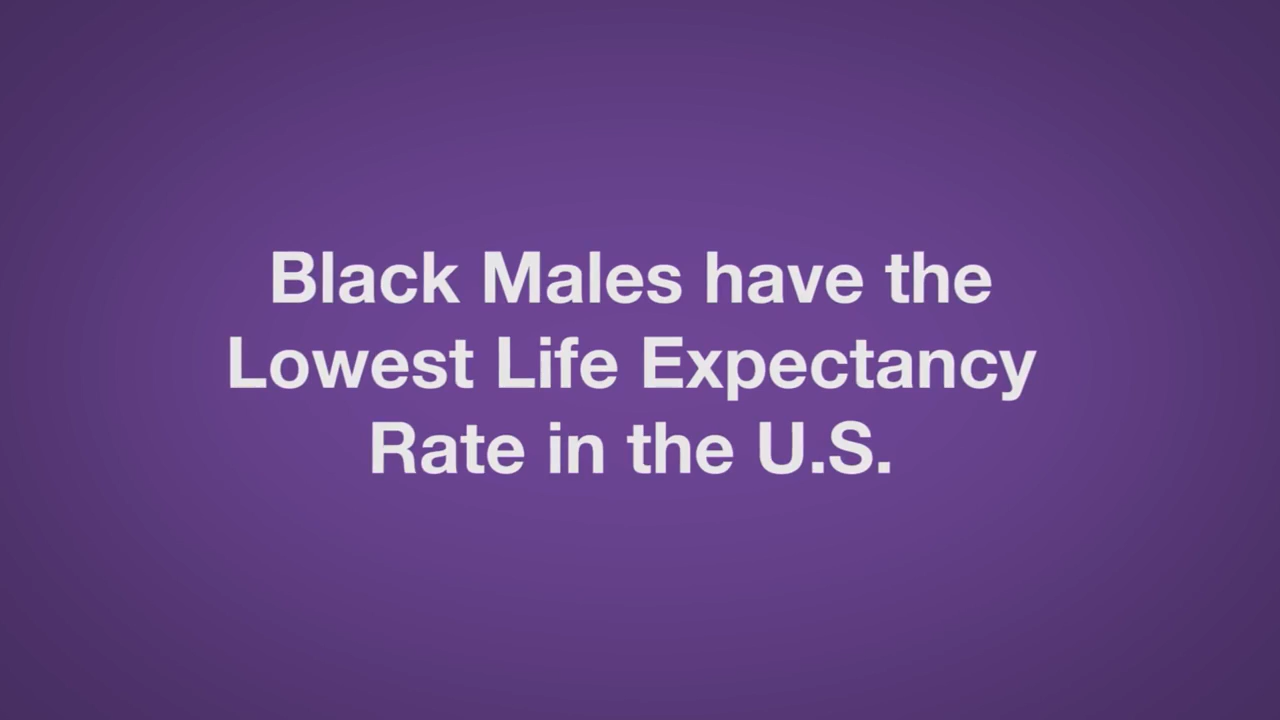 Black Males have the
Lowest Life Expectancy
Rate in the U.S.